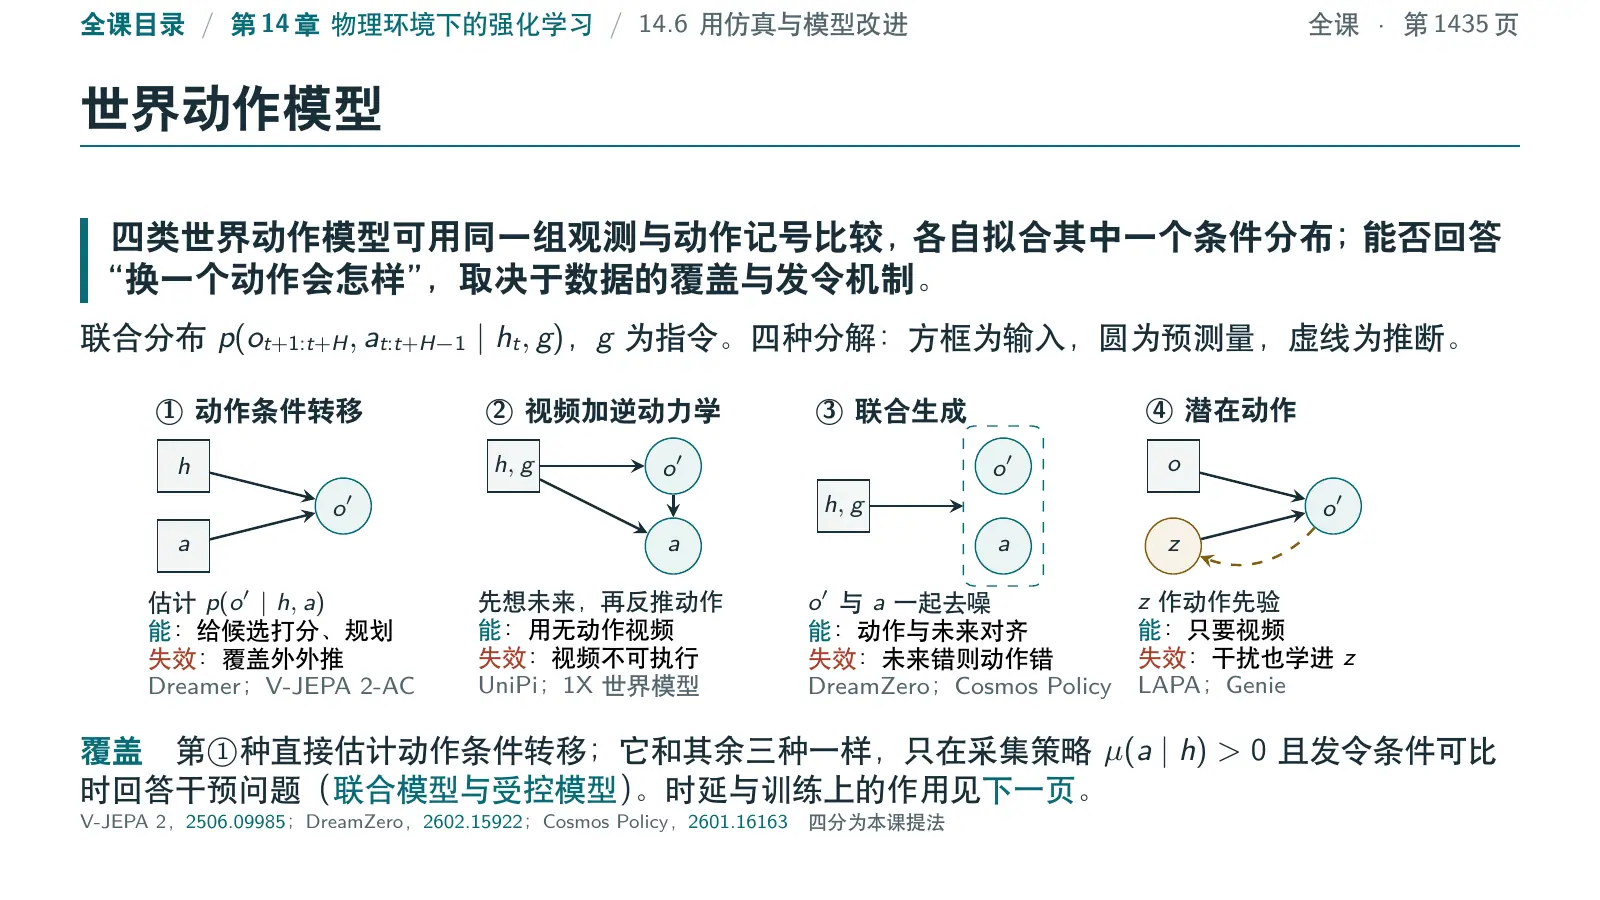 全课目录 / 第 14 章 物理环境下的强化学习 / 14.6 用仿真与模型改进
全课 · 第 1435 页
世界动作模型
四类世界动作模型可用同一组观测与动作记号比较，各自拟合其中一个条件分布；能否回答
“换一个动作会怎样”，取决于数据的覆盖与发令机制。
联合分布 p(o_{t+1:t+H}, a_{t:t+H−1} | h_t, g)，g 为指令。四种分解：方框为输入，圆为预测量，虚线为推断。
① 动作条件转移
h
a
o′
估计 p(o′ | h, a)
能：给候选打分、规划
失效：覆盖外外推
Dreamer；V-JEPA 2-AC
② 视频加逆动力学
h, g
o′
a
先想未来，再反推动作
能：用无动作视频
失效：视频不可执行
UniPi；1X 世界模型
③ 联合生成
h, g
o′
a
o′ 与 a 一起去噪
能：动作与未来对齐
失效：未来错则动作错
DreamZero；Cosmos Policy
④ 潜在动作
o
z
o′
z 作动作先验
能：只要视频
失效：干扰也学进 z
LAPA；Genie
覆盖 第①种直接估计动作条件转移；它和其余三种一样，只在采集策略 μ(a | h) > 0 且发令条件可比
时回答干预问题（联合模型与受控模型）。时延与训练上的作用见下一页。
V-JEPA 2，2506.09985；DreamZero，2602.15922；Cosmos Policy，2601.16163 四分为本课提法